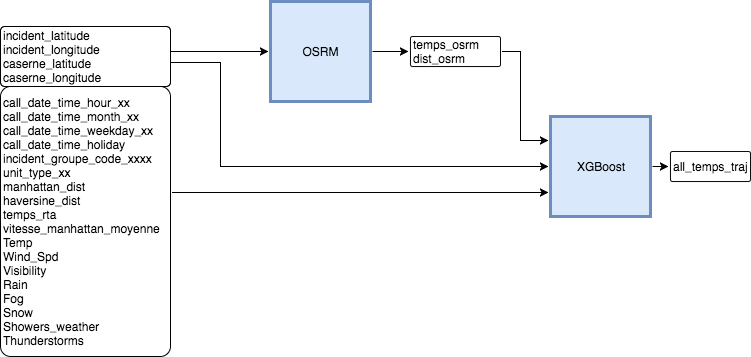 incident_latitude
incident_longitude
caserne_latitude
caserne_longitude
call_date_time_hour_xx
call_date_time_month_xx
call_date_time_weekday_xx
call_date_time_holiday
incident_groupe_code_xxxx
unit_type_xx
manhattan_dist
haversine_dist
temps_rta
vitesse_manhattan_moyenne
Temp
Wind_Spd
Visibility
Rain
Fog
Snow
Showers_weather
Thunderstorms
OSRM
temps_osrm
dist_osrm
XGBoost
all_temps_traj